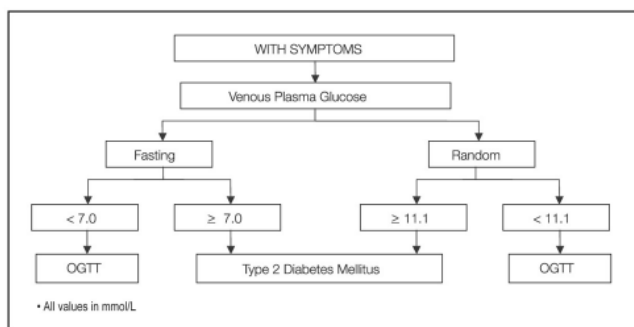 WITH SYMPTOMS
Venous Plasma Glucose
Fasting
Random
< 7.0
≥ 7.0
≥ 11.1
< 11.1
OGTT
Type 2 Diabetes Mellitus
OGTT
• All values in mmol/L